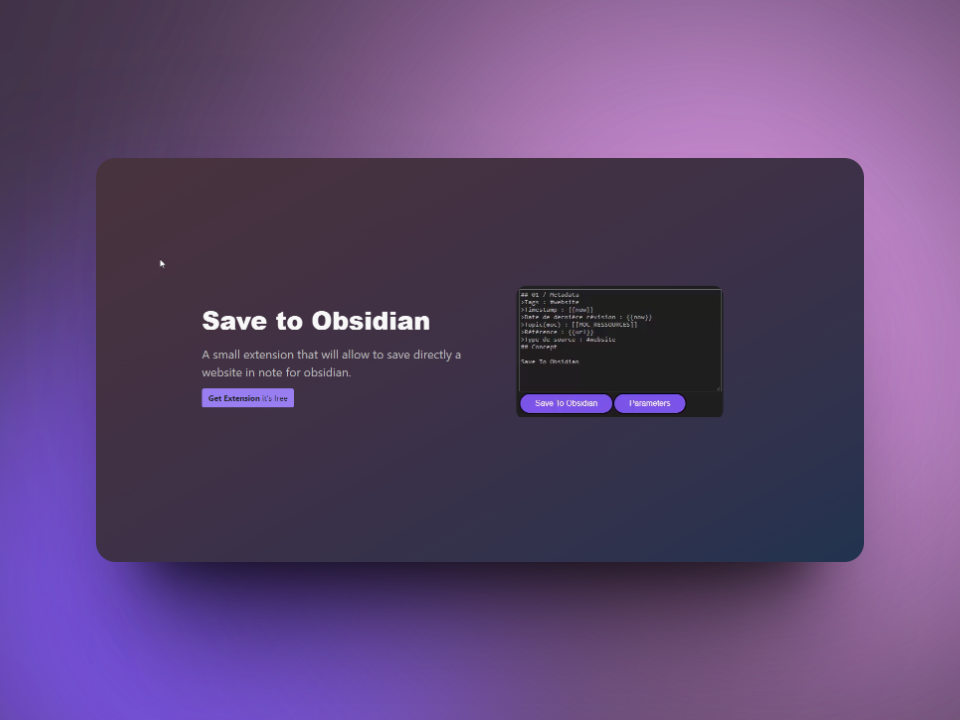 Save to Obsidian
A small extension that will allow to save directly a
website in note for obsidian.
Get Extension it's free
## 01 / Metadata
>Tags : #website
>Timestamp : {{now}}
>Date de dernière révision : {{now}}
>Topic(moc) : [[MOC RESSOURCES]]
>Référence : {{url}}
>Type de source : #website
## Concept
Save To Obsidian
Save To Obsidian
Parameters